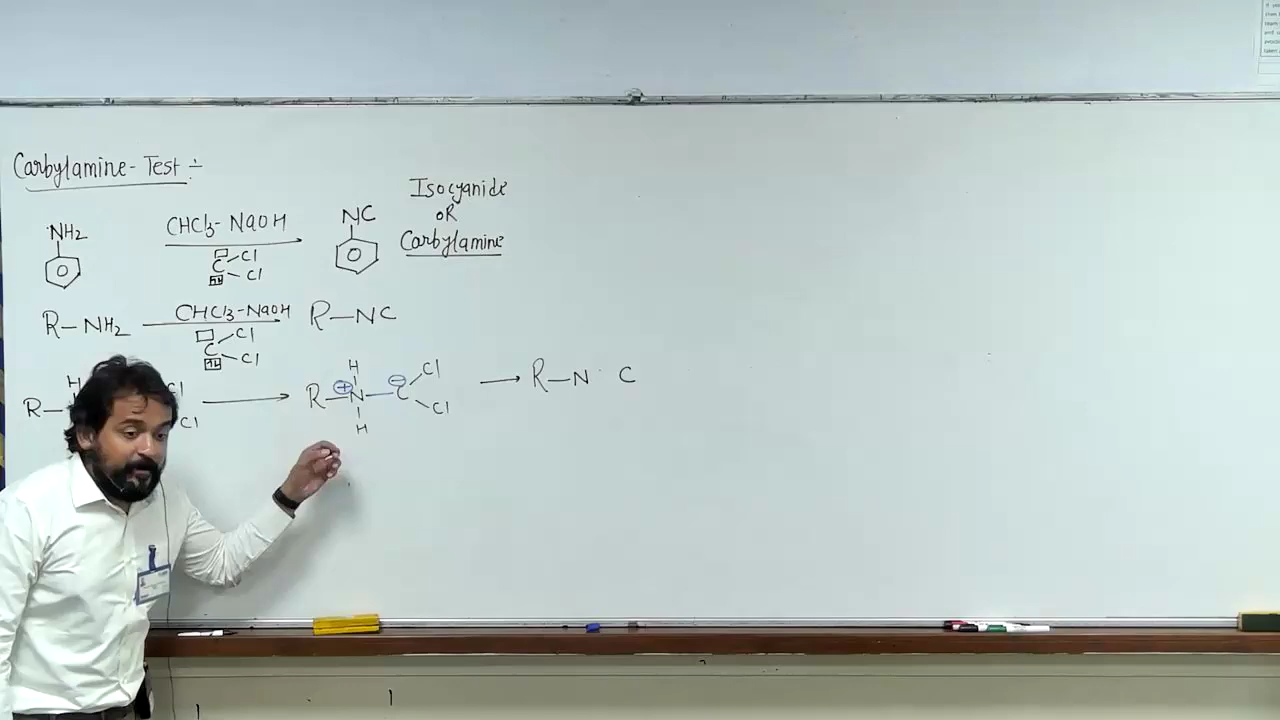 Carbylamine-Test ÷
Isocyanide
OR
Carbylamine
NH2
CHCl3-NaOH
NC
C
Cl
Cl
R-NH2
CHCl3-NaOH
R-NC
C
Cl
Cl
R-
H
Cl
Cl
H
R-N-C
⊕
⊖
H
Cl
Cl
R-N C